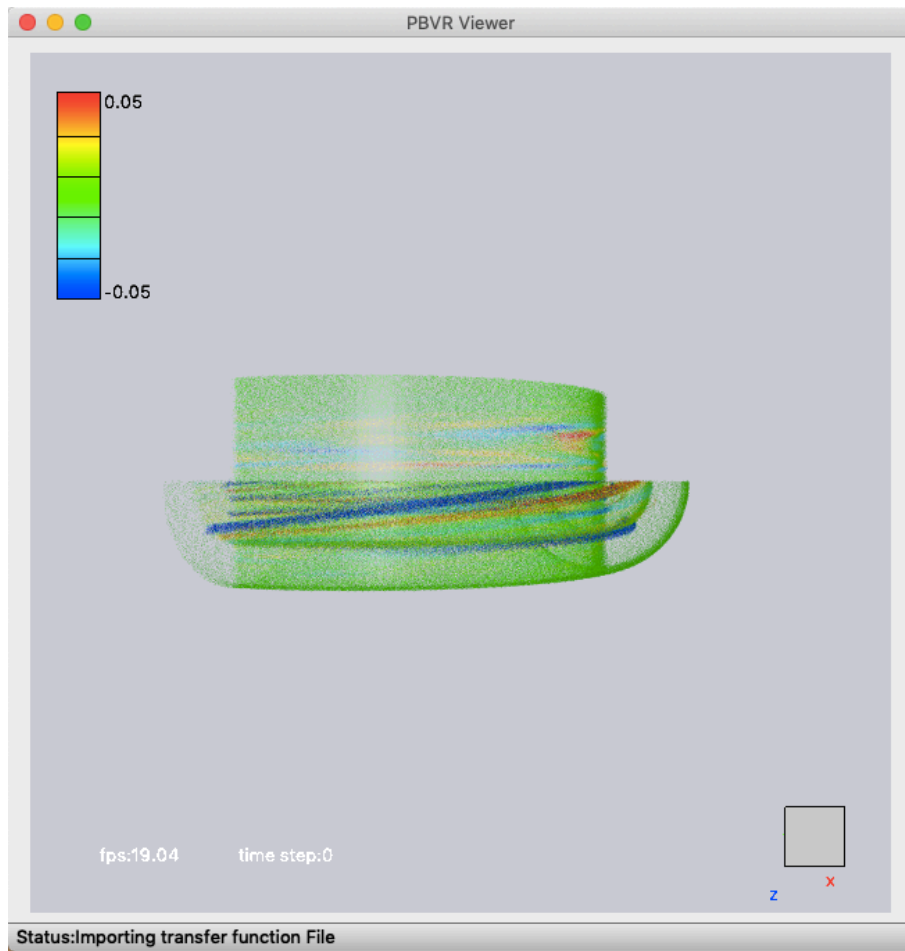 PBVR Viewer
0.05
-0.05
fps:19.04 time step:0
x
z
Status:Importing transfer function File